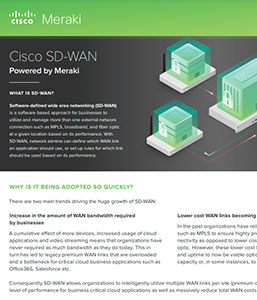 CISCO Meraki
Cisco SD-WAN
Powered by Meraki
WHAT IS SD-WAN?
Software-defined wide area networking (SD-WAN)
is a software based approach for businesses to
utilize and manage more than one external network
connection such as MPLS, broadband, and fiber optic
at a given location based on its performance. With
SD-WAN, network admins can define which WAN link
an application should use, or set up rules for which link
should be used based on its performance.
WHY IS IT BEING ADOPTED SO QUICKLY?
There are two main trends driving the huge growth of SD-WAN:
Increase in the amount of WAN bandwidth required
by businesses
A cumulative effect of more devices, increased usage of cloud
applications and video streaming means that organizations have
never required as much bandwidth as they do today. This in
turn has led to legacy premium WAN links that are overloaded
and a bottleneck for critical cloud business applications such as
Office365, Salesforce etc.
Lower cost WAN links becoming
In the past organizations have reli
such as MPLS to ensure highly pr
nectivity as opposed to lower cos
optic. However, these lower cost l
and uptime to now be viable optic
capacity or, in some instances, to
Consequently SD-WAN allows organizations to intelligently utilize multiple WAN links per site (premium o
level of performance for business critical cloud applications as well as massively reduce total WAN costs